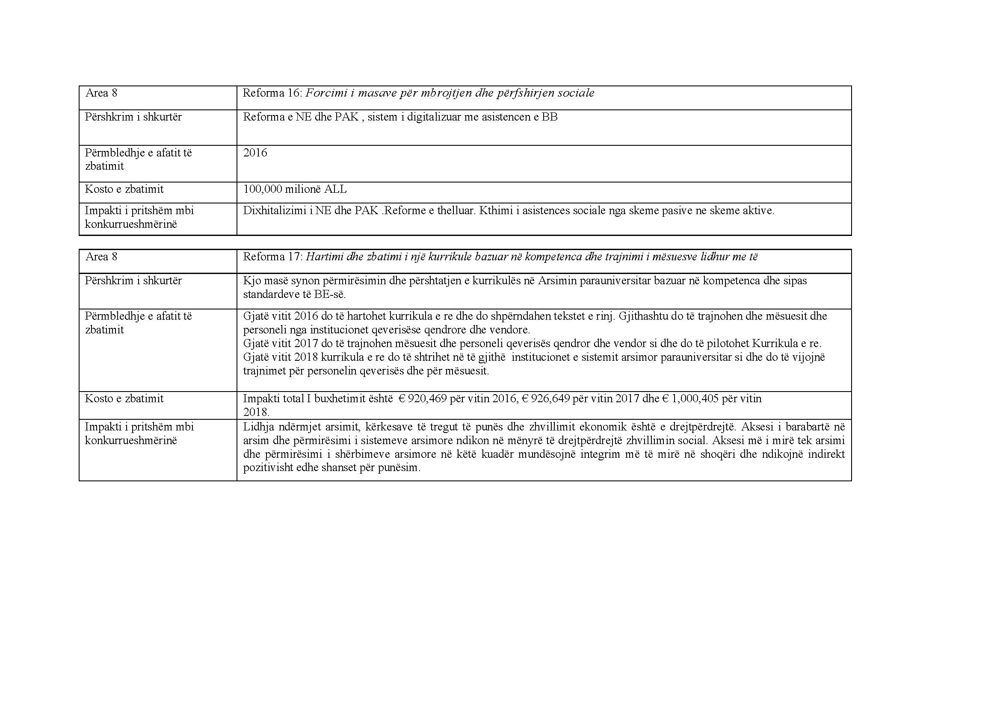 Area 8
Reforma 16: Forcimi i masave për mbrojtjen dhe përfshirjen sociale
Përshkrim i shkurtër
Reforma e NE dhe PAK , sistem i digitalizuar me asistencen e BB
Përmbledhje e afatit të
zbatimit
2016
Kosto e zbatimit
100,000 milionë ALL
Impakti i pritshëm mbi
konkurrueshmërinë
Dixhitalizimi i NE dhe PAK .Reforme e thelluar. Kthimi i asistences sociale nga skeme pasive ne skeme aktive.
Area 8
Reforma 17: Hartimi dhe zbatimi i një kurrikule bazuar në kompetenca dhe trajnimi i mësuesve lidhur me të
Përshkrim i shkurtër
Kjo masë synon përmirësimin dhe përshtatjen e kurrikulës në Arsimin parauniversitar bazuar në kompetenca dhe sipas
standardeve të BE-së.
Përmbledhje e afatit të
zbatimit
Gjatë vitit 2016 do të hartohet kurrikula e re dhe do shpërndahen tekstet e rinj. Gjithashtu do të trajnohen dhe mësuesit dhe
personeli nga institucionet qeverisëse qendrore dhe vendore.
Gjatë vitit 2017 do të trajnohen mësuesit dhe personeli qeverisës qendror dhe vendor si dhe do të pilotohet Kurrikula e re.
Gjatë vitit 2018 kurrikula e re do të shtrihet në të gjithë  institucionet e sistemit arsimor parauniversitar si dhe do të vijojnë
trajnimet për personelin qeverisës dhe për mësuesit.
Kosto e zbatimit
Impakti total I buxhetimit është  € 920,469 për vitin 2016, € 926,649 për vitin 2017 dhe € 1,000,405 për vitin
2018.
Impakti i pritshëm mbi
konkurrueshmërinë
Lidhja ndërmjet arsimit, kërkesave të tregut të punës dhe zhvillimit ekonomik është e drejtpërdrejtë. Aksesi i barabartë në
arsim dhe përmirësimi i sistemeve arsimore ndikon në mënyrë të drejtpërdrejtë zhvillimin social. Aksesi më i mirë tek arsimi
dhe përmirësimi i shërbimeve arsimore në këtë kuadër mundësojnë integrim më të mirë në shoqëri dhe ndikojnë indirekt
pozitivisht edhe shanset për punësim.